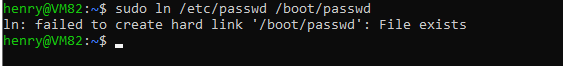 henry@VM82:~$ sudo ln /etc/passwd /boot/passwd
ln: failed to create hard link '/boot/passwd': File exists
henry@VM82:~$